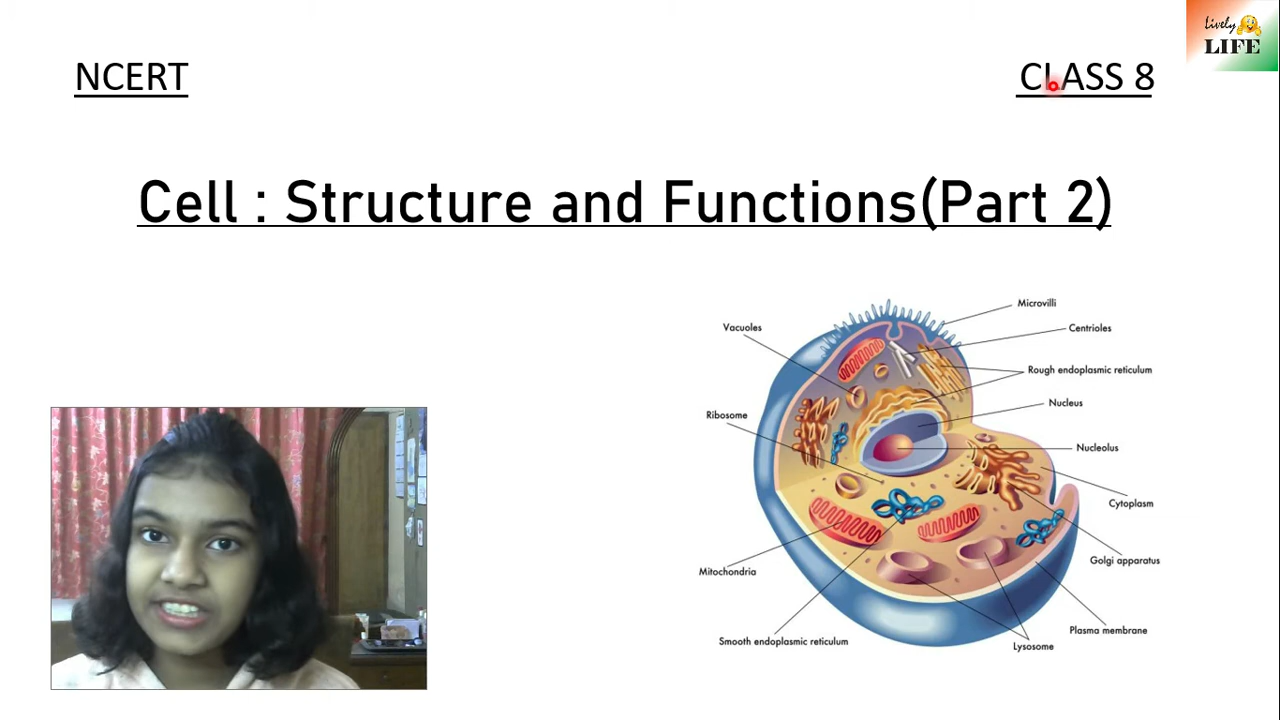 Lively
LIFE
NCERT
CLASS 8
Cell : Structure and Functions(Part 2)
Microvilli
Vacuoles
Centrioles
Rough endoplasmic reticulum
Nucleus
Ribosome
Nucleolus
Cytoplasm
Golgi apparatus
Mitochondria
Plasma membrane
Smooth endoplasmic reticulum
Lysosome